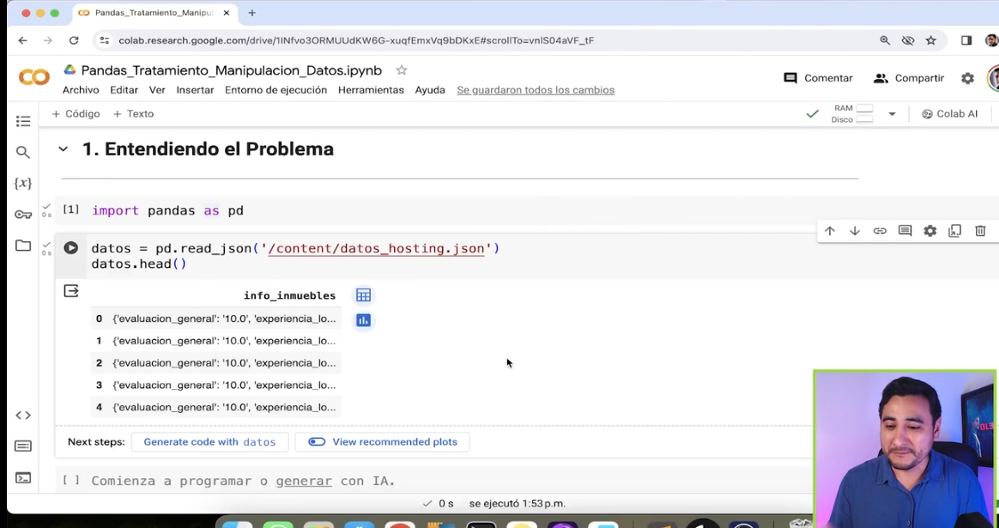 Pandas_Tratamiento_Manipul
colab.research.google.com/drive/1INfvo3ORMUUdKW6G-xuqfEmxVq9bDKxE#scrollTo=vnlS04aVF_tF
Pandas_Tratamiento_Manipulacion_Datos.ipynb
Archivo Editar Ver Insertar Entorno de ejecución Herramientas Ayuda Se guardaron todos los cambios
Comentar Compartir
+ Código + Texto
RAM
Disco
Colab AI
1. Entendiendo el Problema
[1] import pandas as pd
0 s
datos = pd.read_json('/content/datos_hosting.json')
0 s
datos.head()
info_inmuebles
0 {'evaluacion_general': '10.0', 'experiencia_lo...
1 {'evaluacion_general': '10.0', 'experiencia_lo...
2 {'evaluacion_general': '10.0', 'experiencia_lo...
3 {'evaluacion_general': '10.0', 'experiencia_lo...
4 {'evaluacion_general': '10.0', 'experiencia_lo...
Next steps: Generate code with datos View recommended plots
[ ] Comienza a programar o generar con IA.
0 s se ejecutó 1:53 p.m.